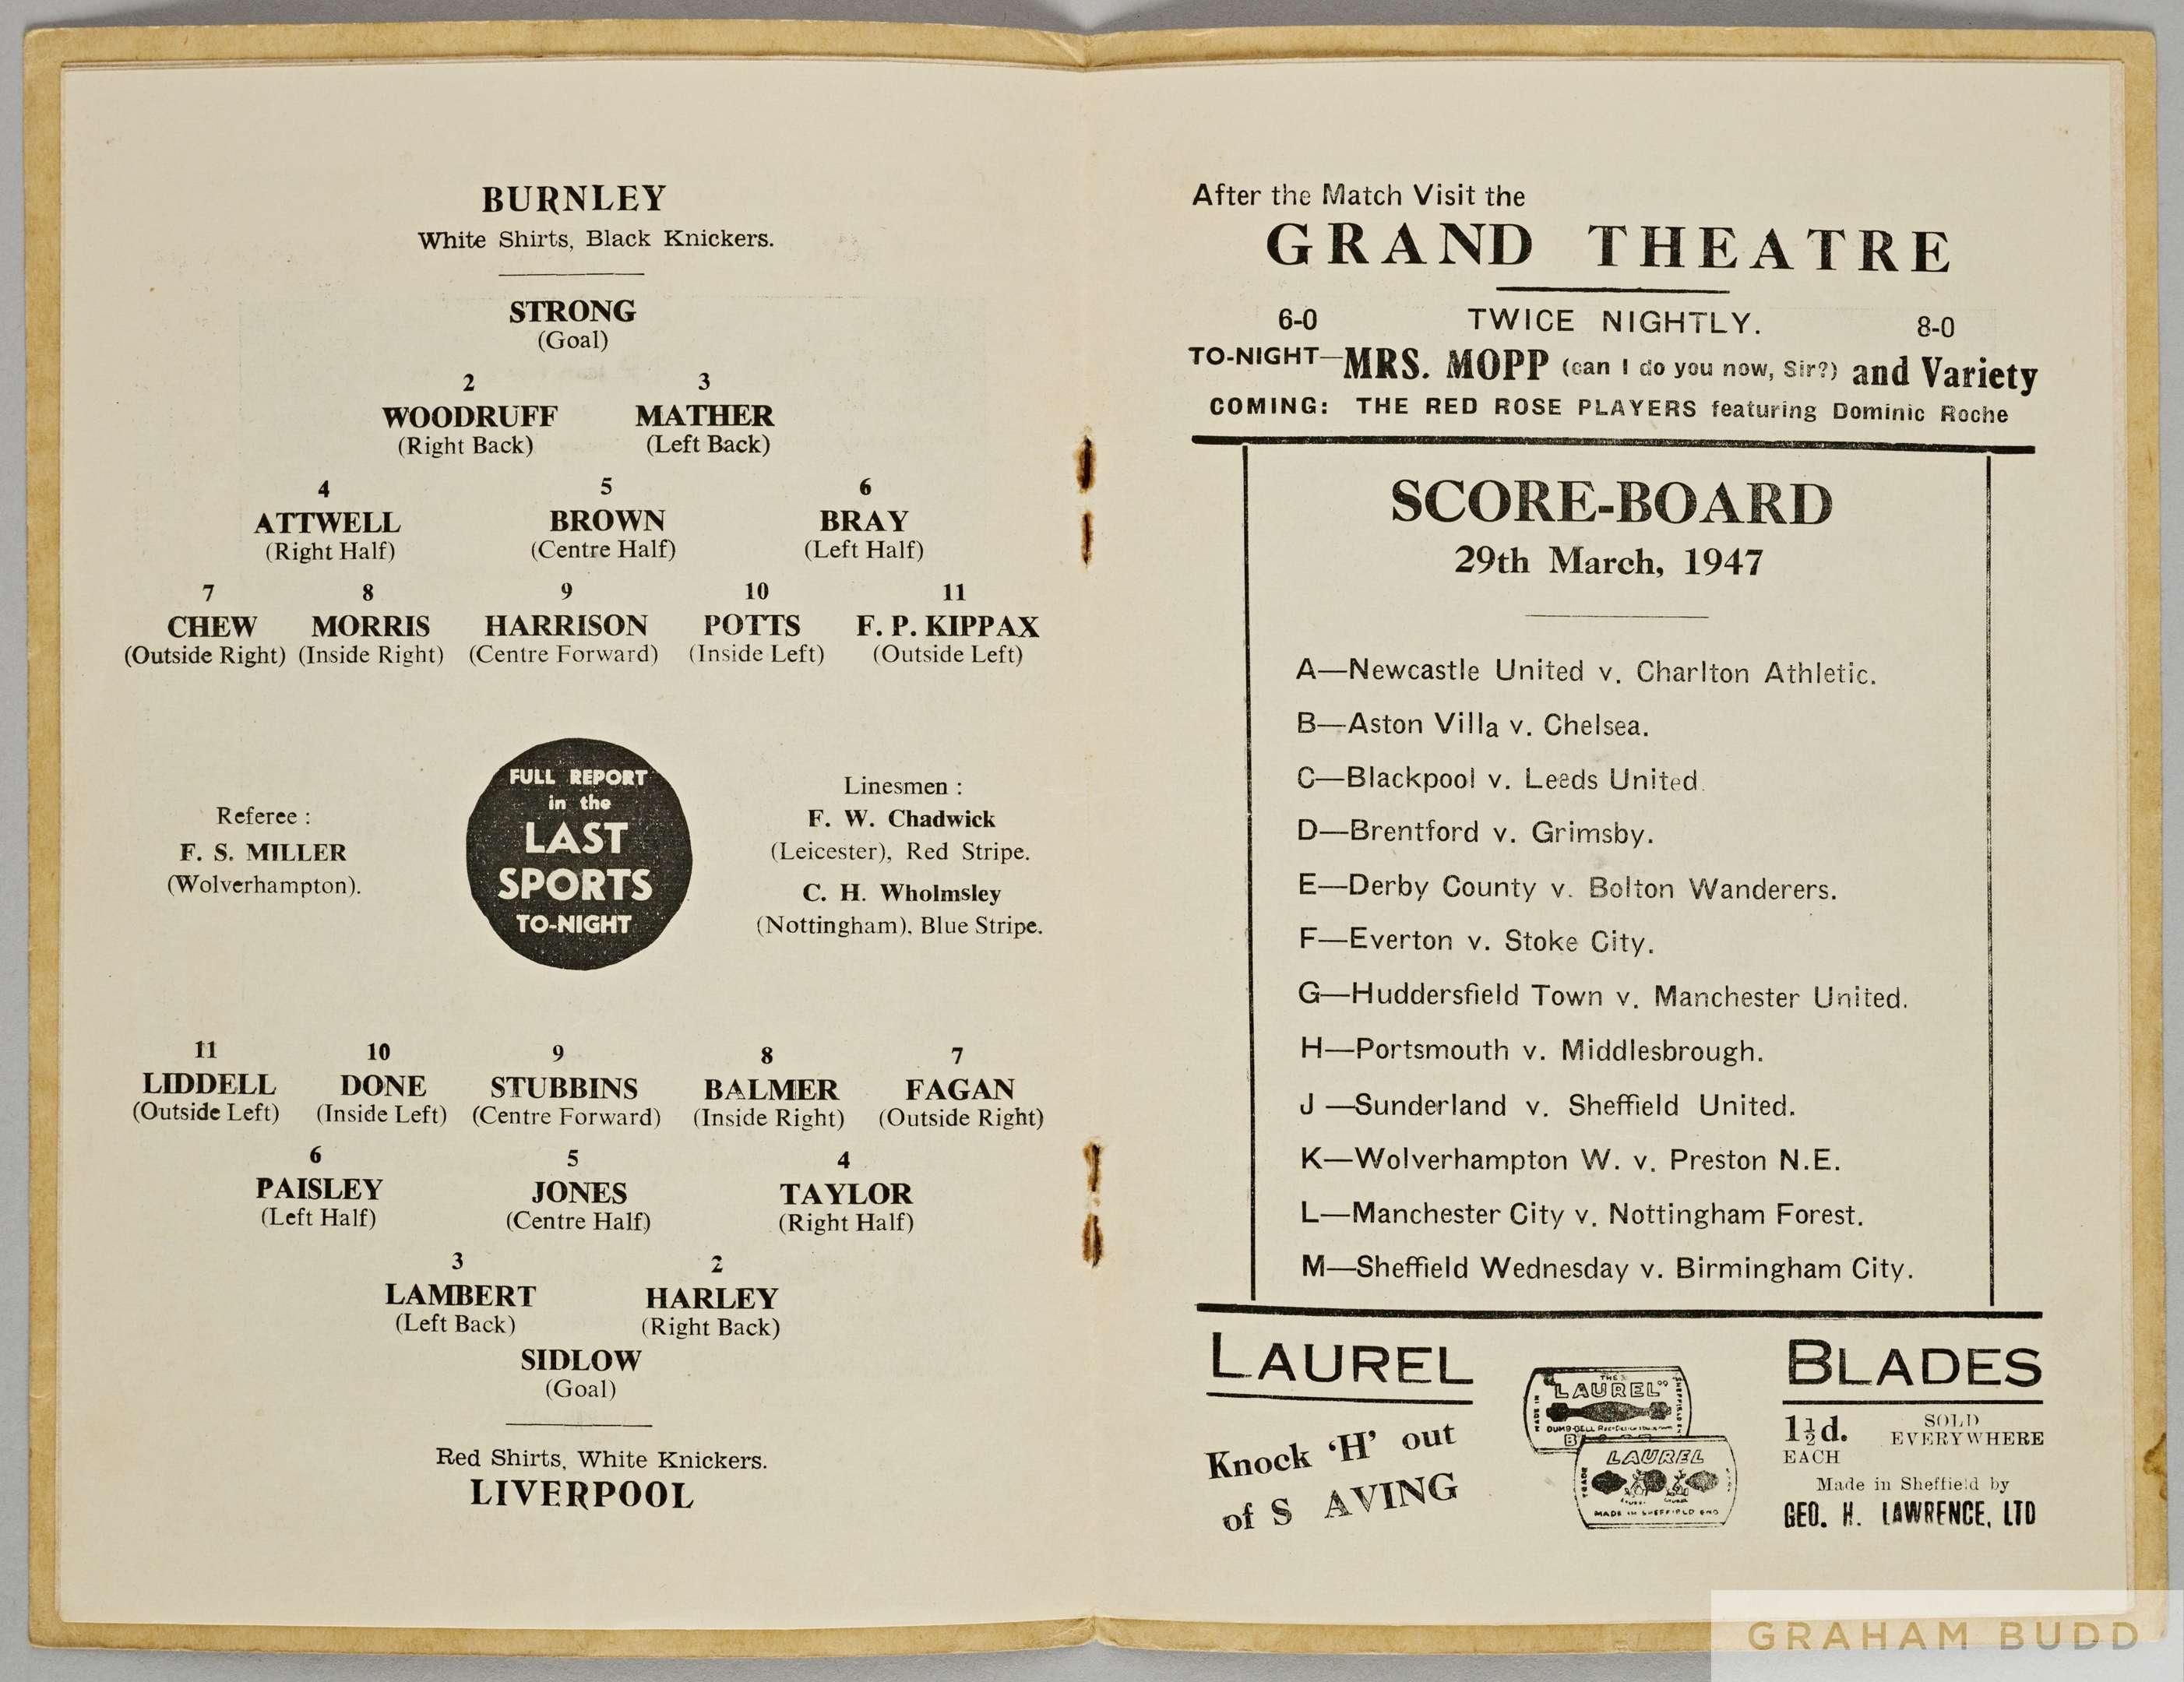 BURNLEY
White Shirts, Black Knickers.
STRONG
(Goal)
2 3
WOODRUFF MATHER
(Right Back) (Left Back)
4 5 6
ATTWELL BROWN BRAY
(Right Half) (Centre Half) (Left Half)
7 8 9 10 11
CHEW MORRIS HARRISON POTTS F. P. KIPPAX
(Outside Right) (Inside Right) (Centre Forward) (Inside Left) (Outside Left)
Referee :
F. S. MILLER
(Wolverhampton).
FULL REPORT
in the
LAST
SPORTS
TO-NIGHT
Linesmen :
F. W. Chadwick
(Leicester), Red Stripe.
C. H. Wholmsley
(Nottingham), Blue Stripe.
11 10 9 8 7
LIDDELL DONE STUBBINS BALMER FAGAN
(Outside Left) (Inside Left) (Centre Forward) (Inside Right) (Outside Right)
6 5 4
PAISLEY JONES TAYLOR
(Left Half) (Centre Half) (Right Half)
3 2
LAMBERT HARLEY
(Left Back) (Right Back)
SIDLOW
(Goal)
Red Shirts, White Knickers.
LIVERPOOL
After the Match Visit the
GRAND THEATRE
6-0 TWICE NIGHTLY. 8-0
TO-NIGHT—MRS. MOPP (can I do you now, Sir?) and Variety
COMING: THE RED ROSE PLAYERS featuring Dominic Roche
SCORE-BOARD
29th March, 1947
A—Newcastle United v. Charlton Athletic.
B—Aston Villa v. Chelsea.
C—Blackpool v. Leeds United.
D—Brentford v. Grimsby.
E—Derby County v. Bolton Wanderers.
F—Everton v. Stoke City.
G—Huddersfield Town v. Manchester United.
H—Portsmouth v. Middlesbrough.
J —Sunderland v. Sheffield United.
K—Wolverhampton W. v. Preston N.E.
L—Manchester City v. Nottingham Forest.
M—Sheffield Wednesday v. Birmingham City.
LAUREL
Knock 'H' out
of S AVING
THE
"LAUREL"
MADE IN
SHEFFIELD
DUMB-BELL
LAUREL
MADE IN SHEFFIELD ENG
BLADES
1½d. SOLD
EACH EVERYWHERE
Made in Sheffield by
GEO. H. LAWRENCE, LTD
GRAHAM BUDD